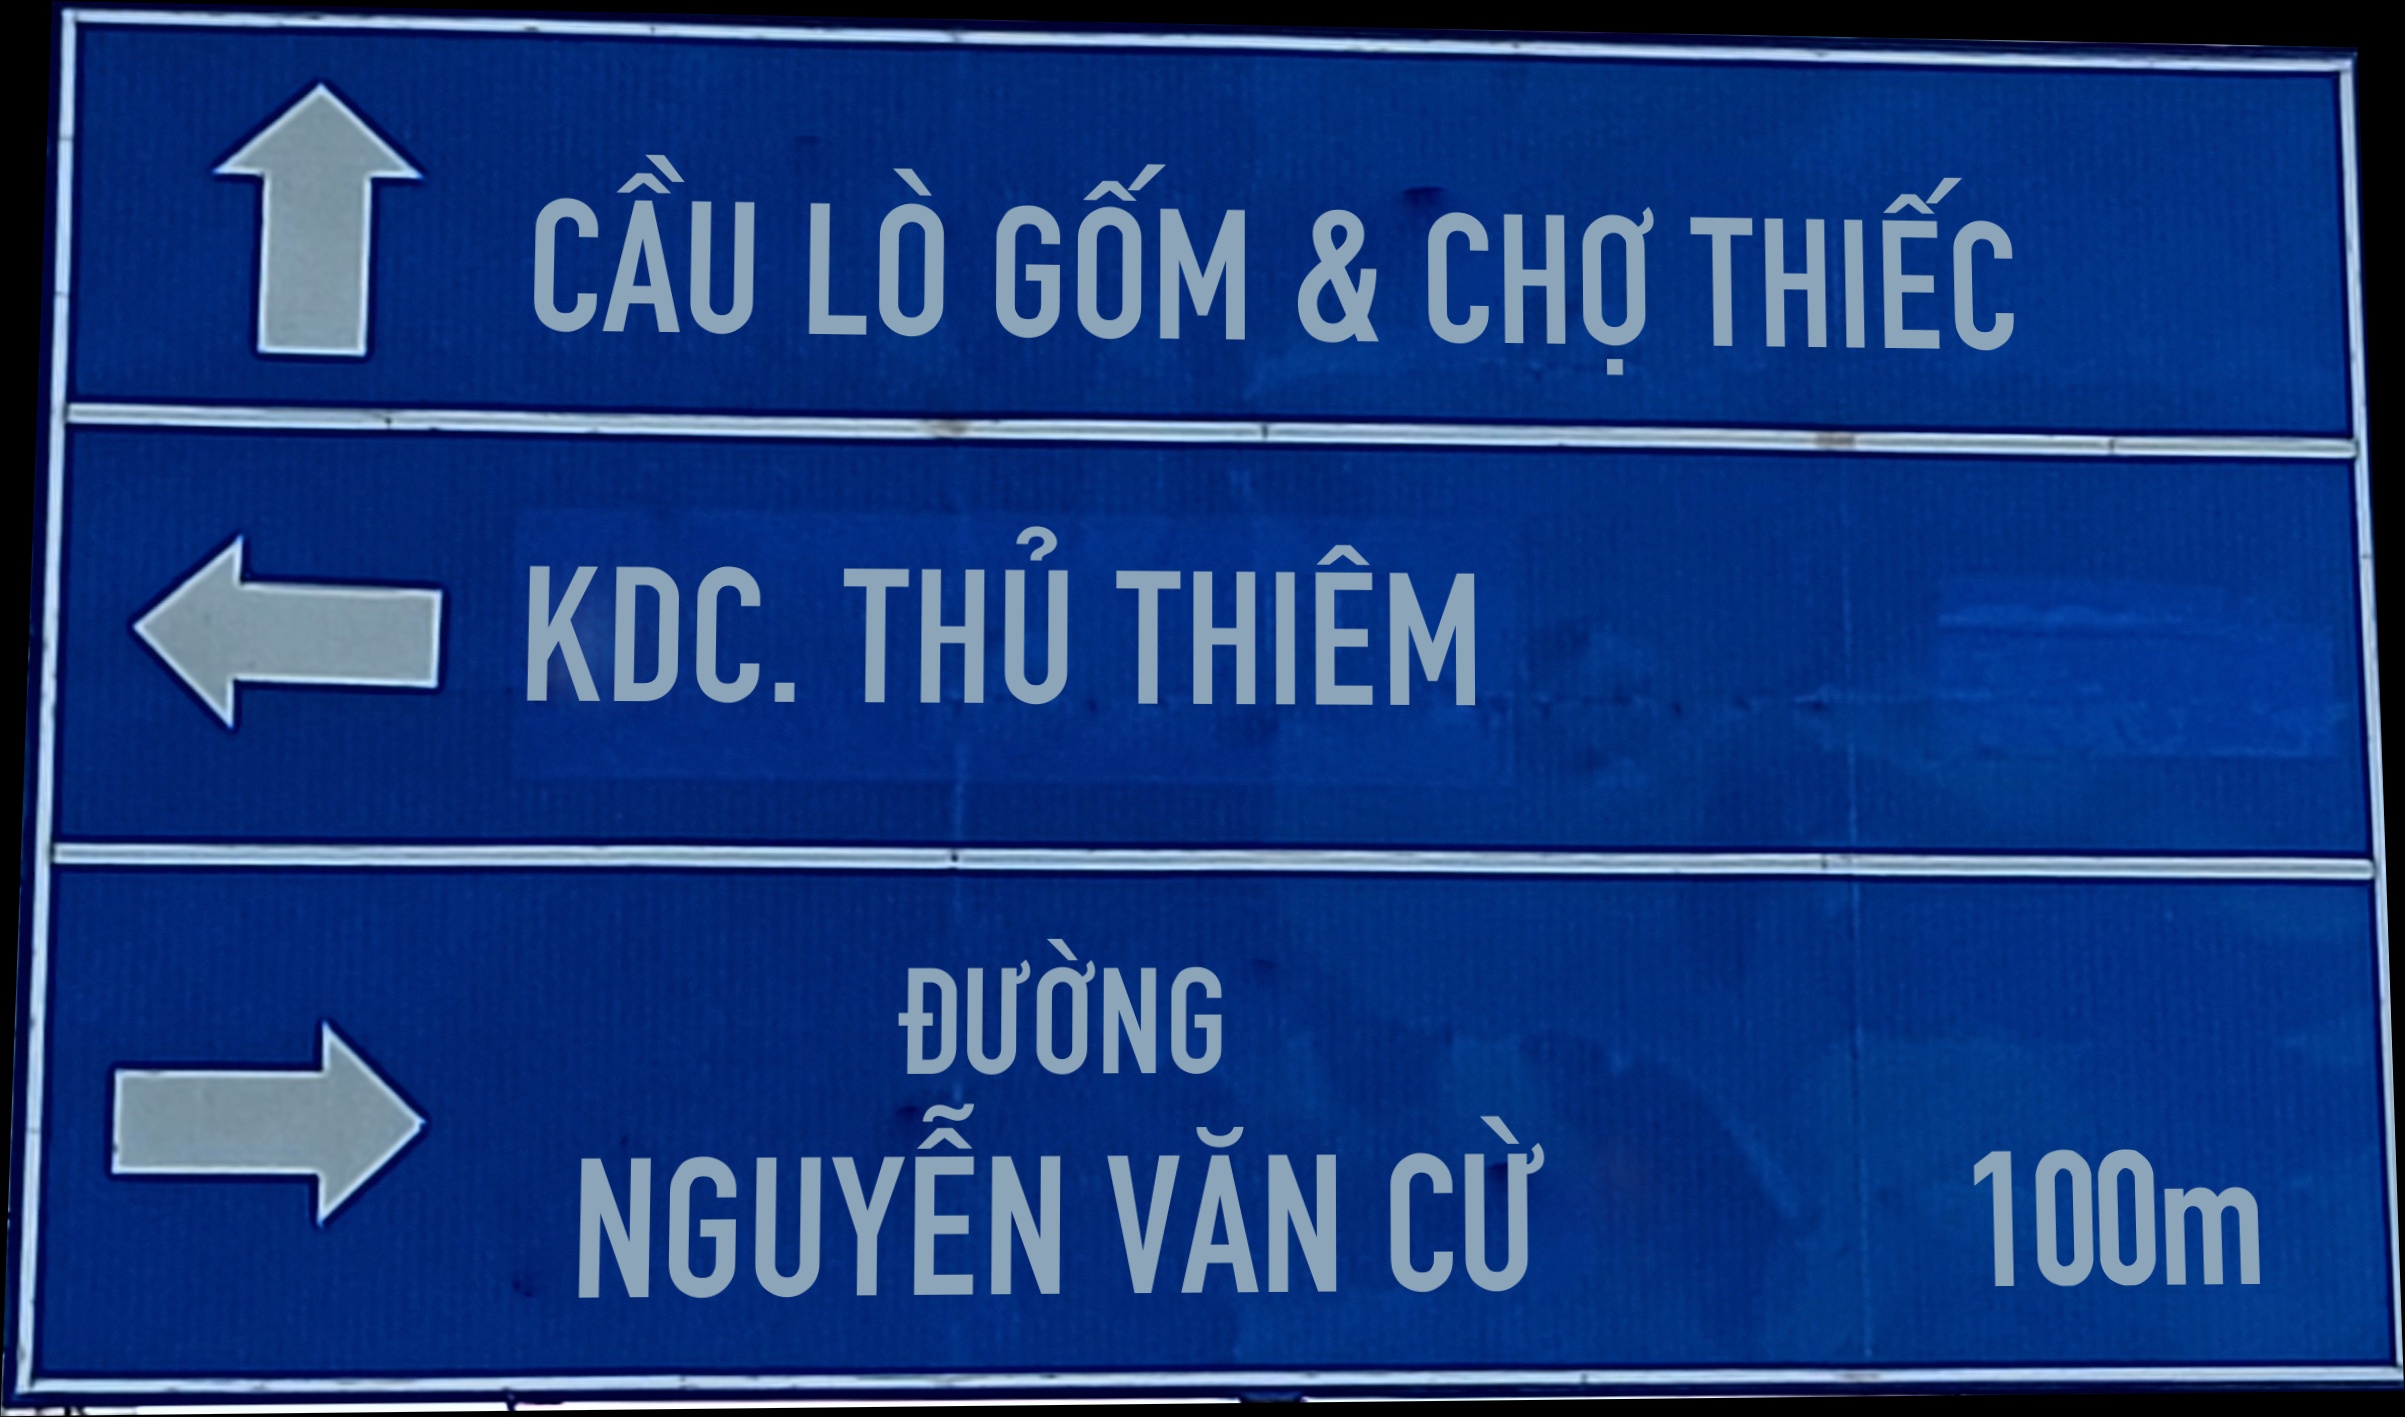 CẦU LÒ GỐM & CHỢ THIẾC
KDC. THỦ THIÊM
ĐƯỜNG
NGUYỄN VĂN CỪ
100m